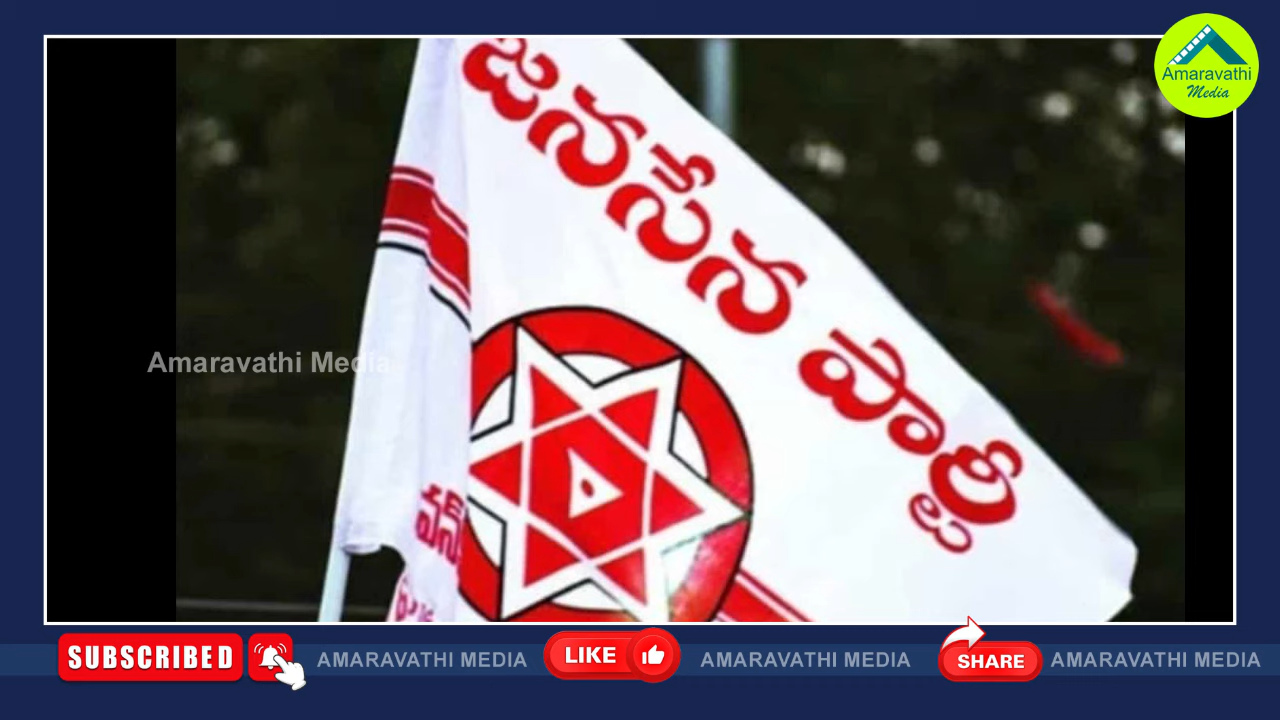 Amaravathi
Media
జనసేన పార్టీ
Amaravathi Media
SUBSCRIBED
AMARAVATHI MEDIA
LIKE
AMARAVATHI MEDIA
SHARE
AMARAVATHI MEDIA